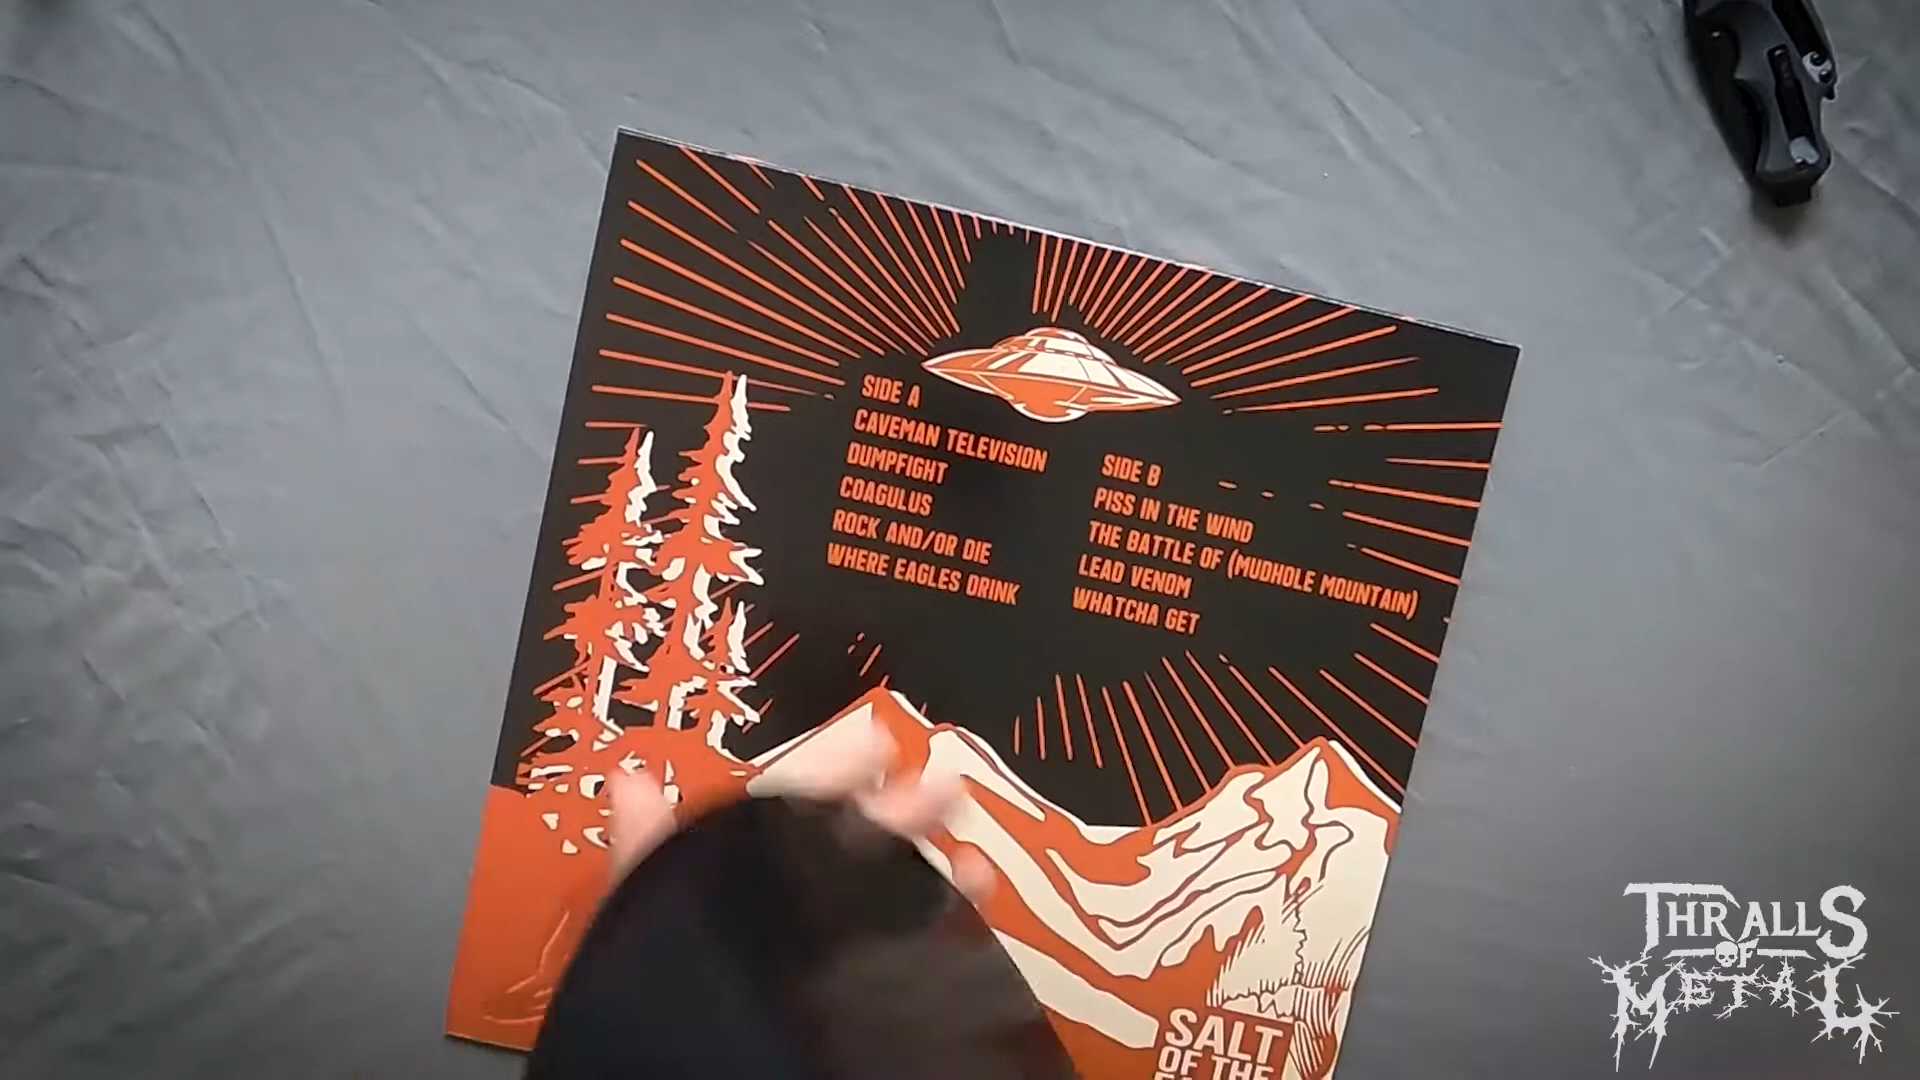 SIDE A
CAVEMAN TELEVISION
DUMPFIGHT
COAGULUS
ROCK AND/OR DIE
WHERE EAGLES DRINK
SIDE B
PISS IN THE WIND
THE BATTLE OF (MUDHOLE MOUNTAIN)
LEAD VENOM
WHATCHA GET
SALT
OF THE
THRALLS
OF
METAL